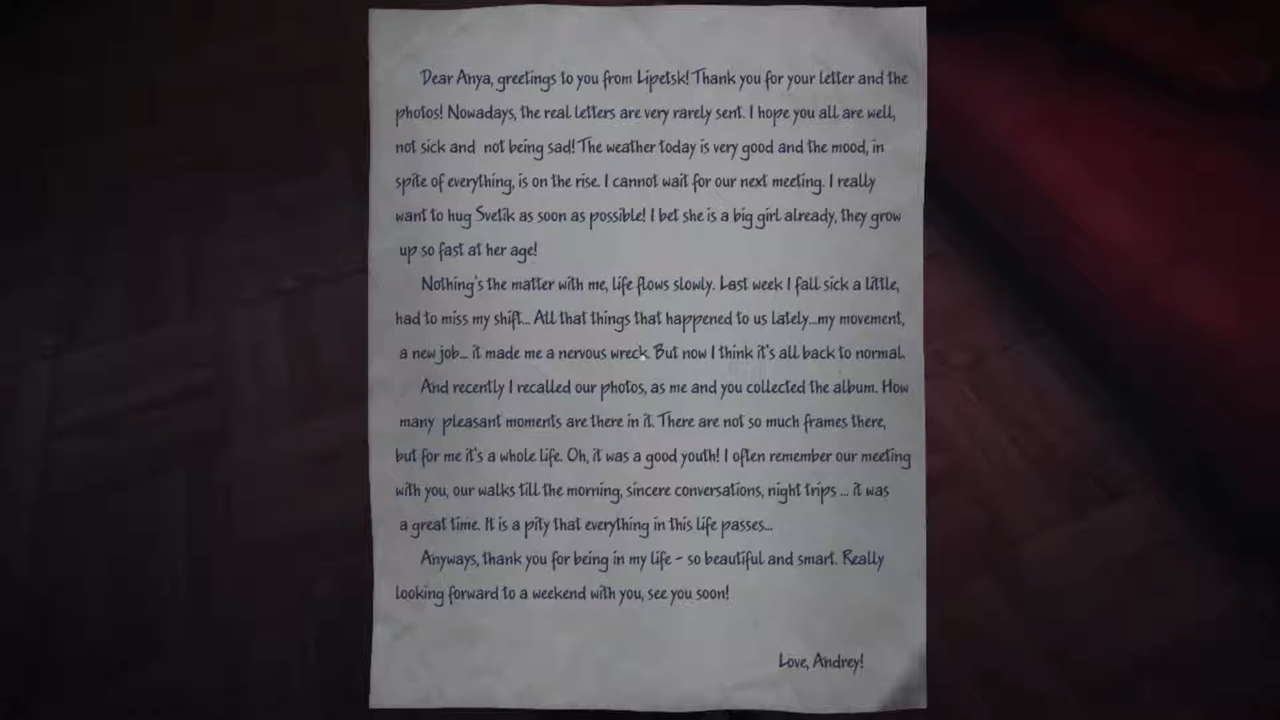 Dear Anya, greetings to you from Lipetsk! Thank you for your letter and the
photos! Nowadays, the real letters are very rarely sent. I hope you all are well,
not sick and not being sad! The weather today is very good and the mood, in
spite of everything, is on the rise. I cannot wait for our next meeting. I really
want to hug Svetik as soon as possible! I bet she is a big girl already, they grow
up so fast at her age!
Nothing's the matter with me, life flows slowly. Last week I fall sick a little,
had to miss my shift... All that things that happened to us lately...my movement,
a new job... it made me a nervous wreck. But now I think it's all back to normal.
And recently I recalled our photos, as me and you collected the album. How
many pleasant moments are there in it. There are not so much frames there,
but for me it's a whole life. Oh, it was a good youth! I often remember our meeting
with you, our walks till the morning, sincere conversations, night trips ... it was
a great time. It is a pity that everything in this life passes...
Anyways, thank you for being in my life - so beautiful and smart. Really
looking forward to a weekend with you, see you soon!
Love, Andrey!